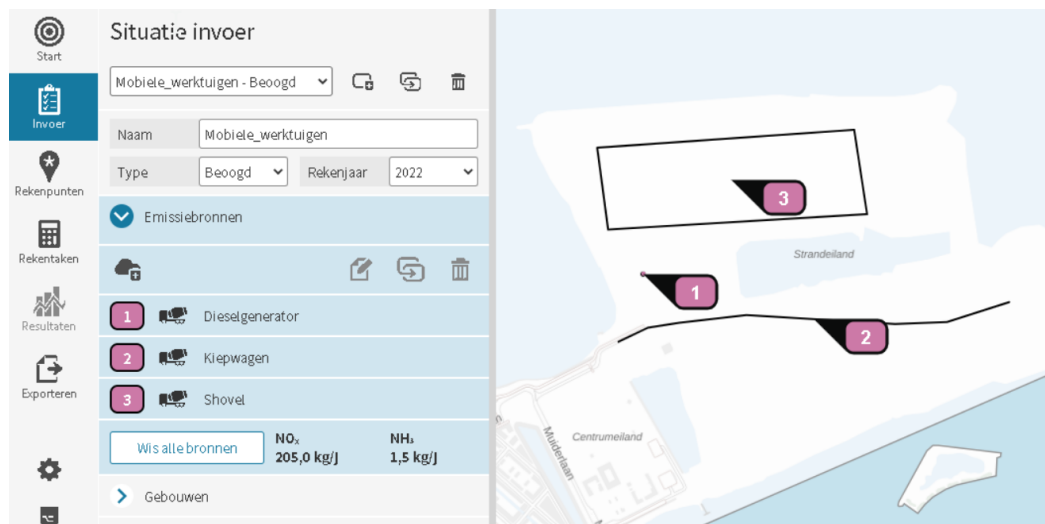 Start
Invoer
Rekenpunten
Rekentaken
Resultaten
Exporteren
Situatie invoer
Mobiele_werktuigen - Beoogd
Naam
Mobiele_werktuigen
Type
Beoogd
Rekenjaar
2022
Emissiebronnen
1
Dieselgenerator
2
Kiepwagen
3
Shovel
Wis alle bronnen
NOₓ
205,0 kg/J
NH₃
1,5 kg/J
Gebouwen
3
Strandeiland
1
2
Centrumeiland
Muiderlaan